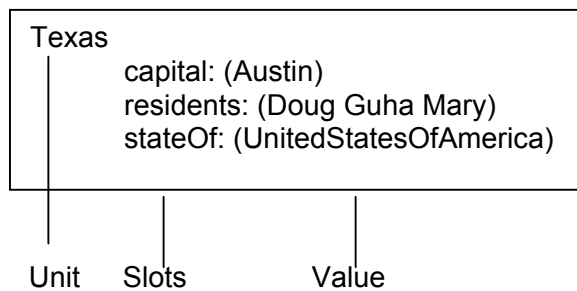 Texas
capital: (Austin)
residents: (Doug Guha Mary)
stateOf: (UnitedStatesOfAmerica)
Unit Slots Value